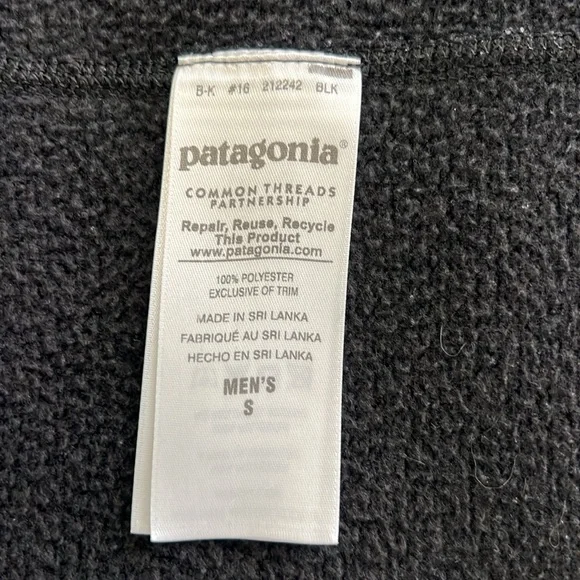 B-K #16 212242 BLK
patagonia®
COMMON THREADS
PARTNERSHIP
Repair, Reuse, Recycle
This Product
www.patagonia.com
100% POLYESTER
EXCLUSIVE OF TRIM
MADE IN SRI LANKA
FABRIQUÉ AU SRI LANKA
HECHO EN SRI LANKA
MEN'S
S